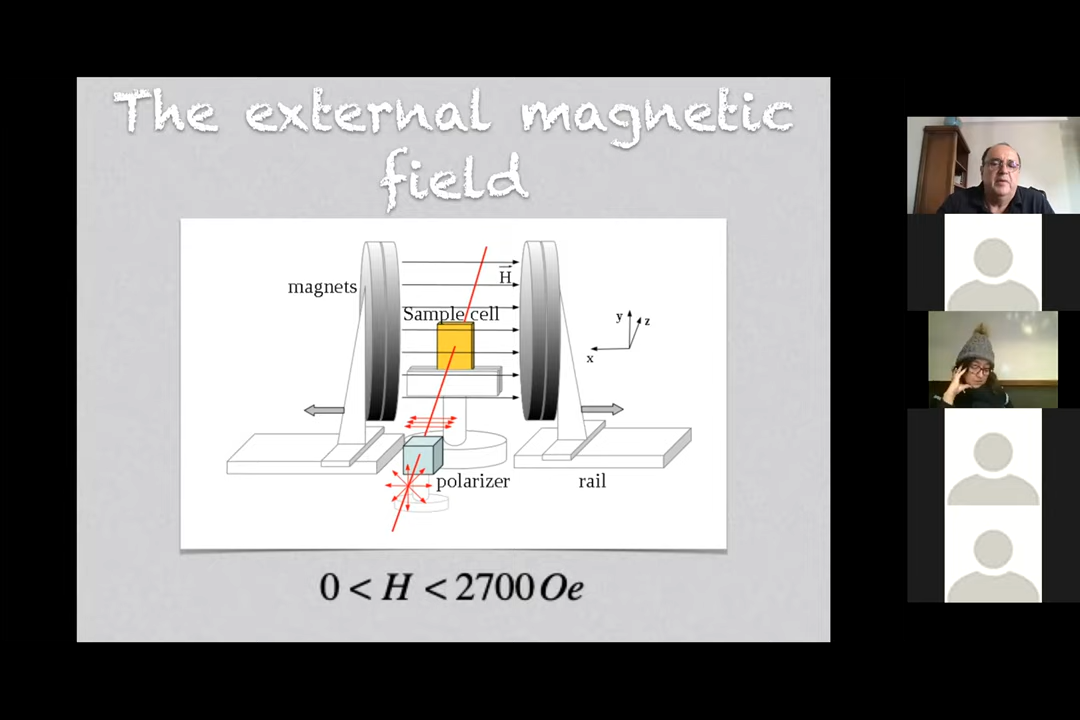 The external magnetic
field
magnets
H
Sample cell
y
z
x
polarizer
rail
0 < H < 2700 Oe